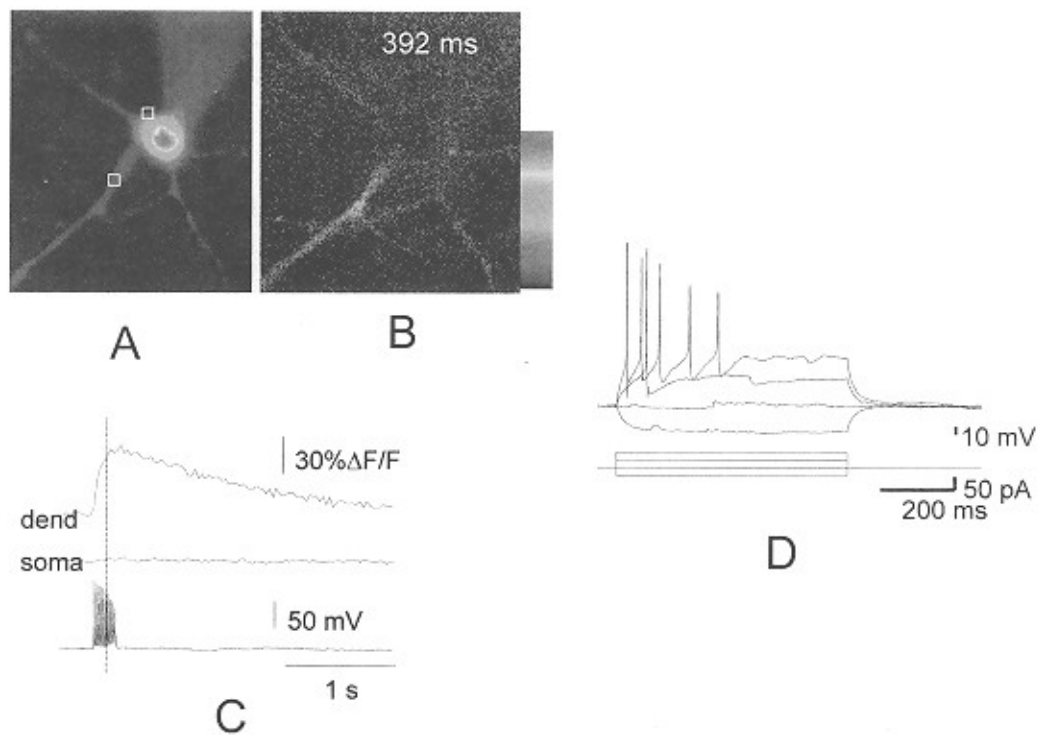 392 ms
A
B
10 mV
50 pA
200 ms
D
30%ΔF/F
dend
soma
50 mV
1 s
C